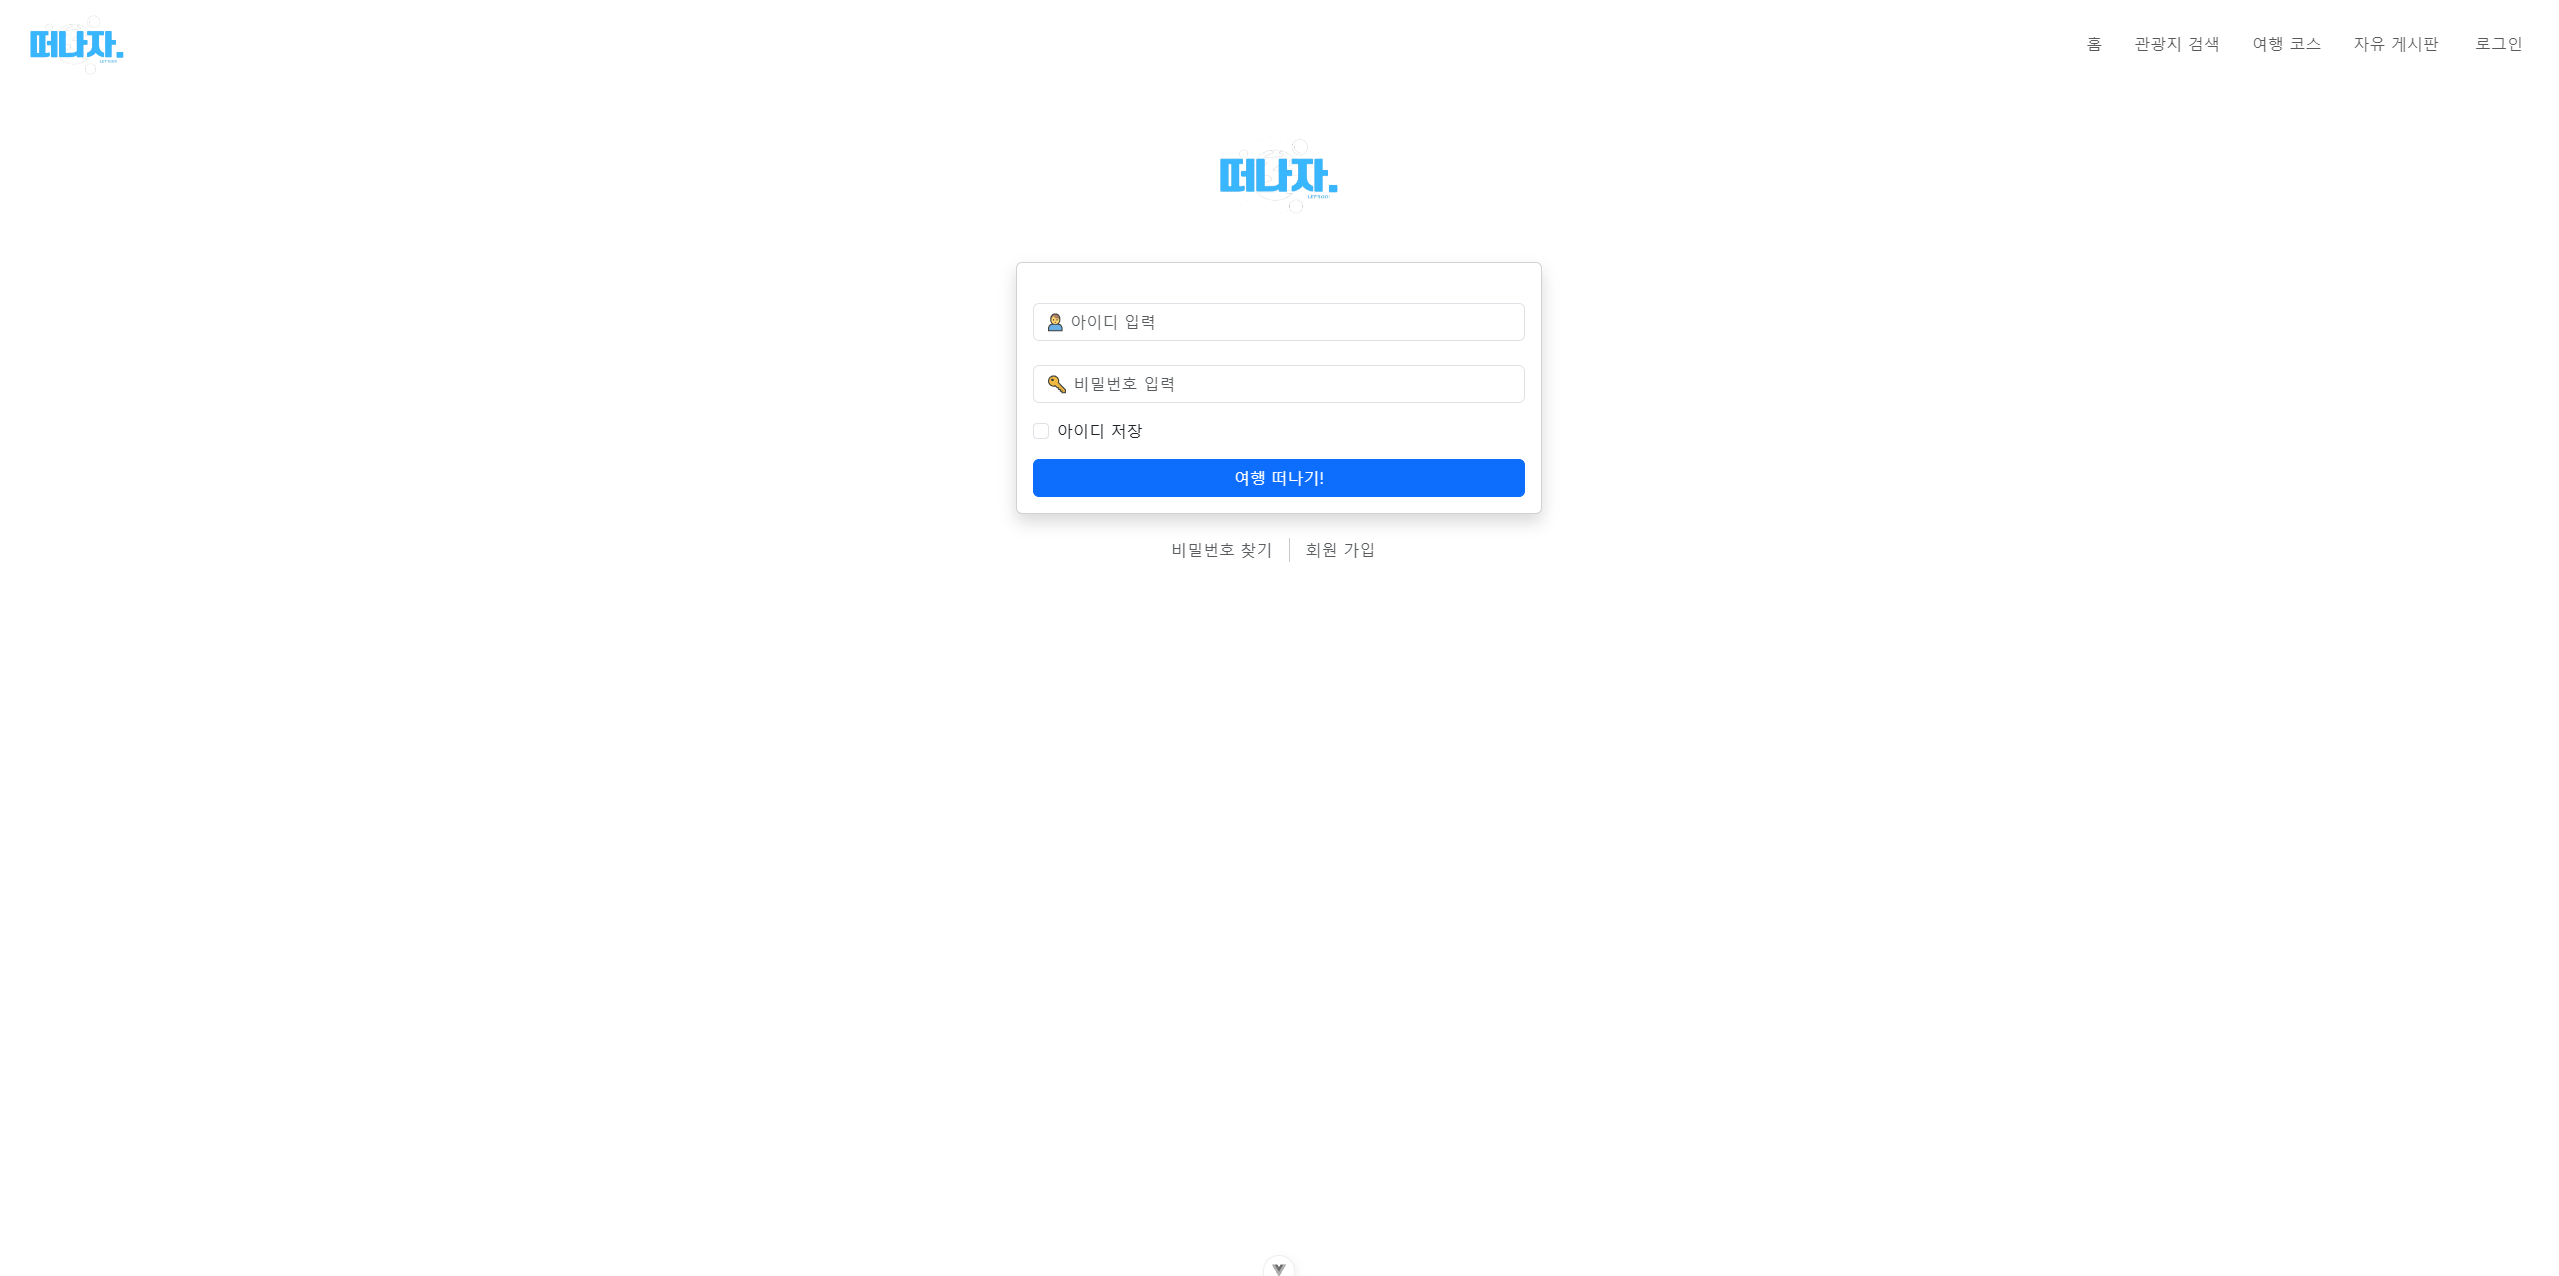 떠나자.
홈 관광지 검색 여행 코스 자유 게시판 로그인
떠나자.
LET'S GO!
아이디 입력
비밀번호 입력
아이디 저장
여행 떠나기!
비밀번호 찾기 회원 가입